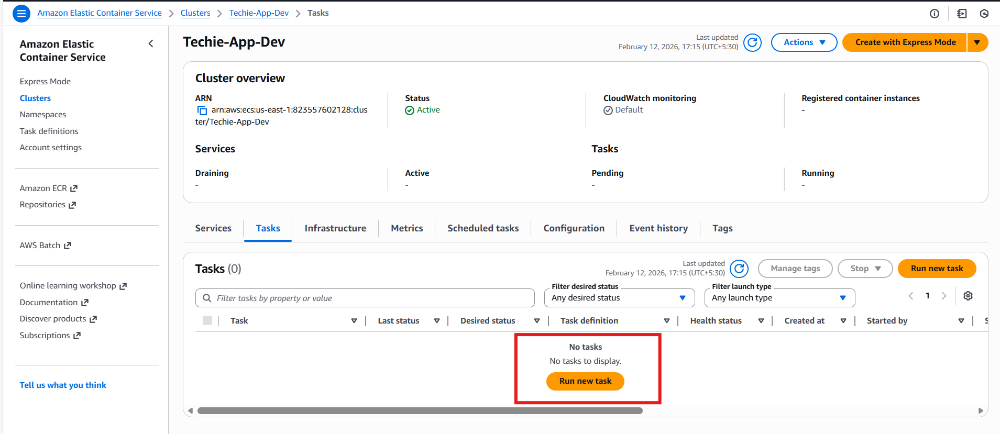 Amazon Elastic Container Service > Clusters > Techie-App-Dev > Tasks
Amazon Elastic
Container Service
Express Mode
Clusters
Namespaces
Task definitions
Account settings
Amazon ECR
Repositories
AWS Batch
Online learning workshop
Documentation
Discover products
Subscriptions
Tell us what you think
Techie-App-Dev
Last updated
February 12, 2026, 17:15 (UTC+5:30)
Actions
Create with Express Mode
Cluster overview
ARN
arn:aws:ecs:us-east-1:823557602128:clus
ter/Techie-App-Dev
Status
Active
CloudWatch monitoring
Default
Registered container instances
-
Services
Tasks
Draining
-
Active
-
Pending
-
Running
-
Services Tasks Infrastructure Metrics Scheduled tasks Configuration Event history Tags
Tasks (0)
Last updated
February 12, 2026, 17:15 (UTC+5:30)
Manage tags
Stop
Run new task
Filter tasks by property or value
Filter desired status
Any desired status
Filter launch type
Any launch type
1
Task Last status Desired status Task definition Health status Created at Started by
No tasks
No tasks to display.
Run new task